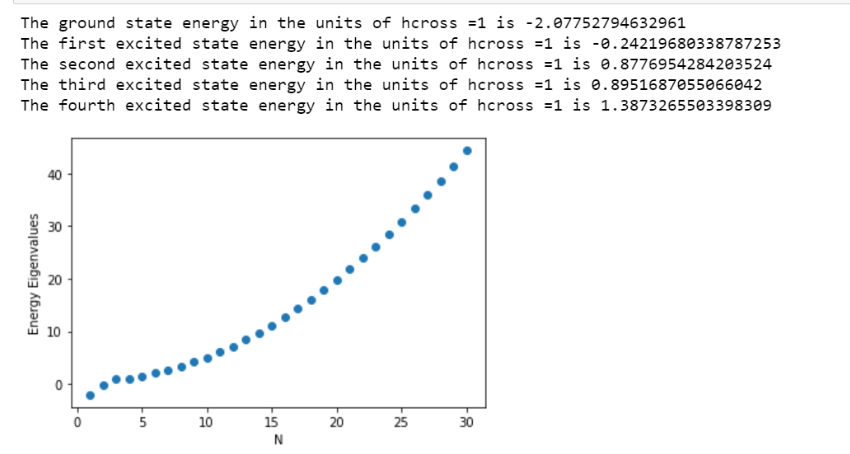 The ground state energy in the units of hcross =1 is -2.07752794632961
The first excited state energy in the units of hcross =1 is -0.24219680338787253
The second excited state energy in the units of hcross =1 is 0.8776954284203524
The third excited state energy in the units of hcross =1 is 0.8951687055066042
The fourth excited state energy in the units of hcross =1 is 1.3873265503398309
40
30
20
10
0
Energy Eigenvalues
0 5 10 15 20 25 30
N